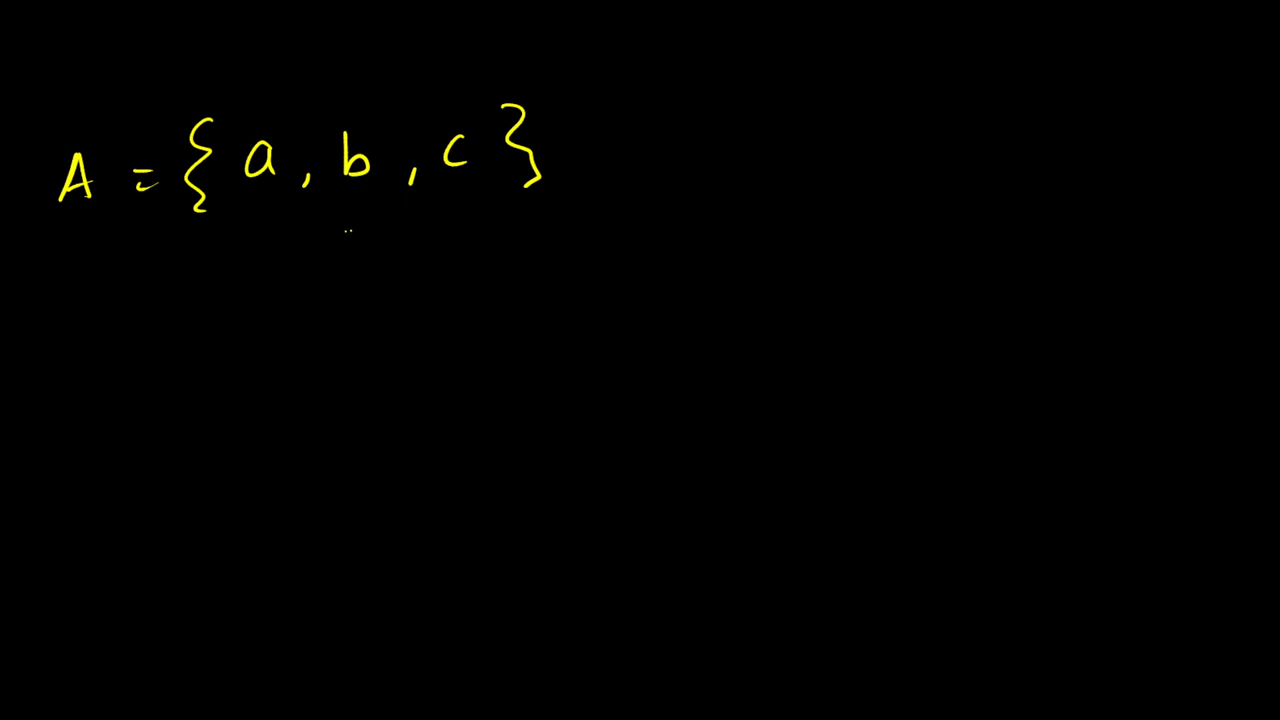 A = { a , b , c }